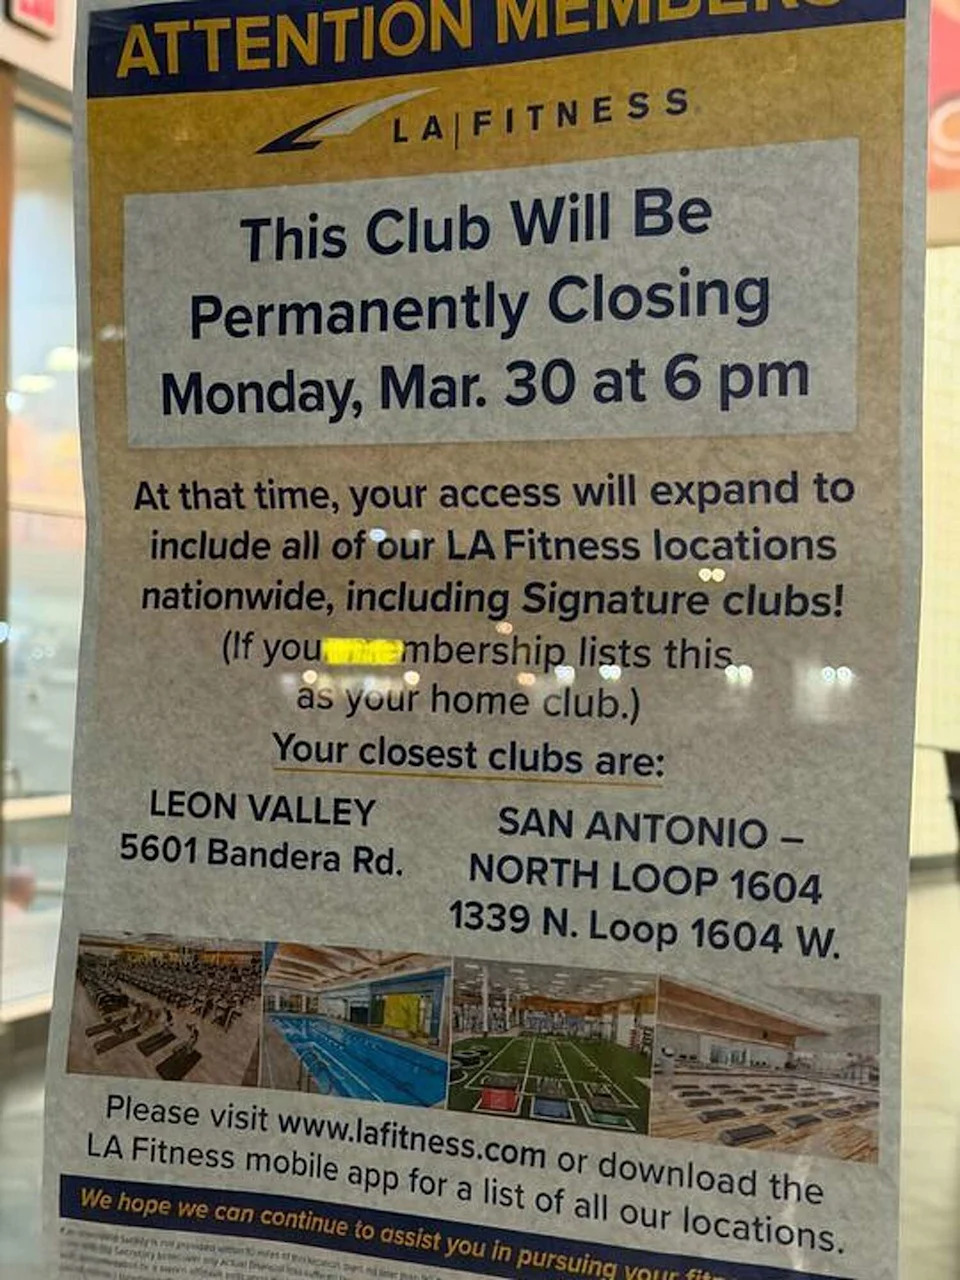 ATTENTION MEMBERS
LA|FITNESS
This Club Will Be
Permanently Closing
Monday, Mar. 30 at 6 pm
At that time, your access will expand to
include all of our LA Fitness locations
nationwide, including Signature clubs!
(If your membership lists this
as your home club.)
Your closest clubs are:
LEON VALLEY
5601 Bandera Rd.
SAN ANTONIO –
NORTH LOOP 1604
1339 N. Loop 1604 W.
Please visit www.lafitness.com or download the
LA Fitness mobile app for a list of all our locations.
We hope we can continue to assist you in pursuing your